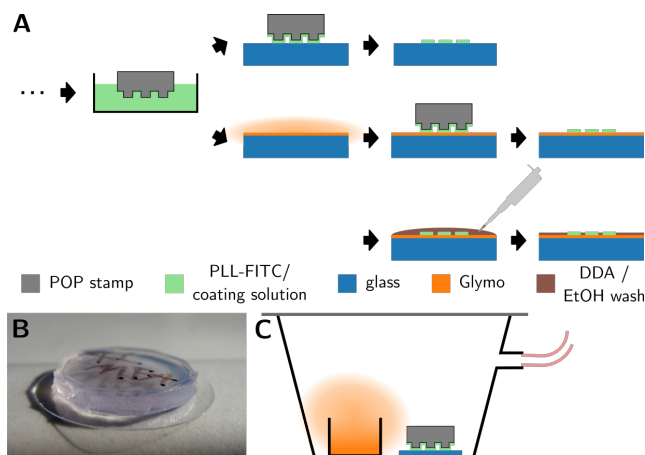 A
...
POP stamp
PLL-FITC/
coating solution
glass
Glymo
DDA /
EtOH wash
B
C